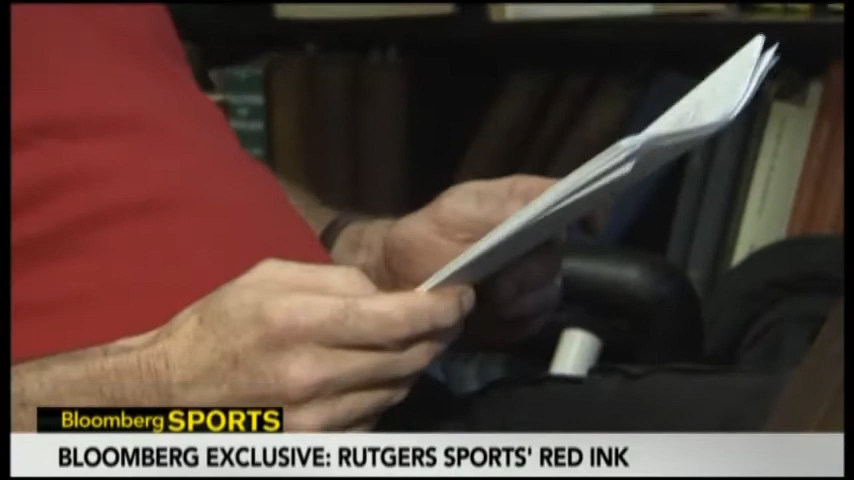 Bloomberg SPORTS
BLOOMBERG EXCLUSIVE: RUTGERS SPORTS' RED INK